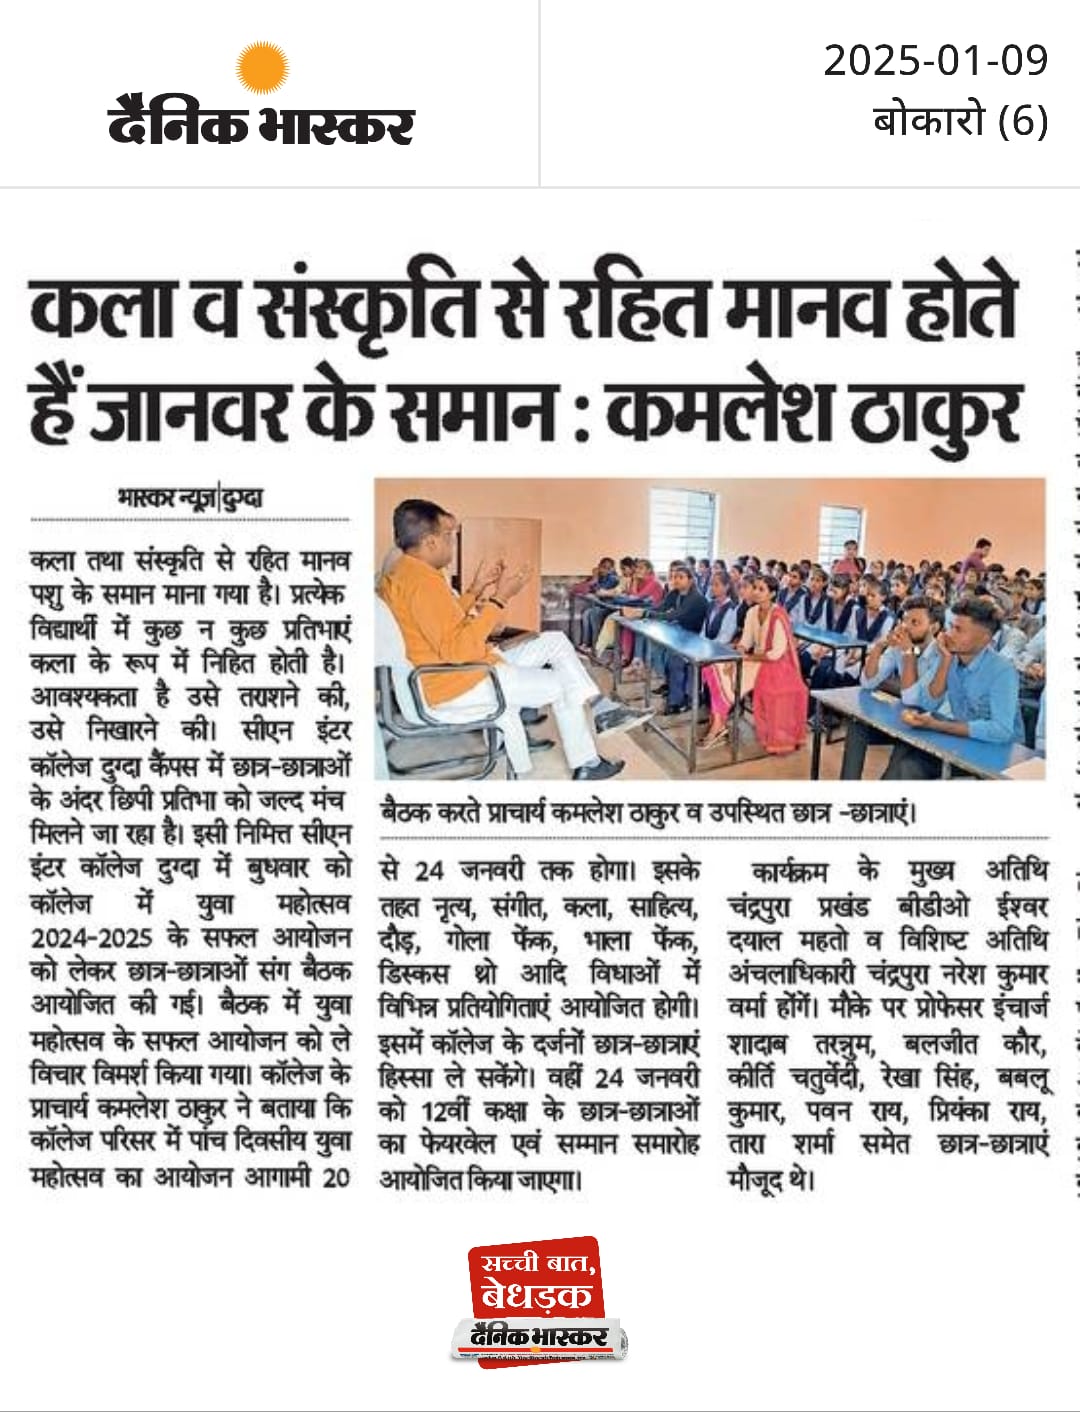 दैनिक भास्कर
2025-01-09
बोकारो (6)
कला व संस्कृति से रहित मानव होते
हैं जानवर के समान : कमलेश ठाकुर
भास्कर न्यूज|दुग्दा
कला तथा संस्कृति से रहित मानव
पशु के समान माना गया है। प्रत्येक
विद्यार्थी में कुछ न कुछ प्रतिभाएं
कला के रूप में निहित होती है।
आवश्यकता है उसे तराशने की,
उसे निखारने की। सीएन इंटर
कॉलेज दुग्दा कैंपस में छात्र-छात्राओं
के अंदर छिपी प्रतिभा को जल्द मंच
मिलने जा रहा है। इसी निमित्त सीएन
इंटर कॉलेज दुग्दा में बुधवार को
कॉलेज में युवा महोत्सव
2024-2025 के सफल आयोजन
को लेकर छात्र-छात्राओं संग बैठक
आयोजित की गई। बैठक में युवा
महोत्सव के सफल आयोजन को ले
विचार विमर्श किया गया। कॉलेज के
प्राचार्य कमलेश ठाकुर ने बताया कि
कॉलेज परिसर में पांच दिवसीय युवा
महोत्सव का आयोजन आगामी 20
बैठक करते प्राचार्य कमलेश ठाकुर व उपस्थित छात्र -छात्राएं।
से 24 जनवरी तक होगा। इसके
तहत नृत्य, संगीत, कला, साहित्य,
दौड़, गोला फेंक, भाला फेंक,
डिस्कस थ्रो आदि विधाओं में
विभिन्न प्रतियोगिताएं आयोजित होगी।
इसमें कॉलेज के दर्जनों छात्र-छात्राएं
हिस्सा ले सकेंगे। वहीं 24 जनवरी
को 12वीं कक्षा के छात्र-छात्राओं
का फेयरवेल एवं सम्मान समारोह
आयोजित किया जाएगा।
कार्यक्रम के मुख्य अतिथि
चंद्रपुरा प्रखंड बीडीओ ईश्वर
दयाल महतो व विशिष्ट अतिथि
अंचलाधिकारी चंद्रपुरा नरेश कुमार
वर्मा होंगें। मौके पर प्रोफेसर इंचार्ज
शादाब तरन्नुम, बलजीत कौर,
कीर्ति चतुर्वेदी, रेखा सिंह, बबलू
कुमार, पवन राय, प्रियंका राय,
तारा शर्मा समेत छात्र-छात्राएं
मौजूद थे।
सच्ची बात,
बेधड़क
दैनिक भास्कर